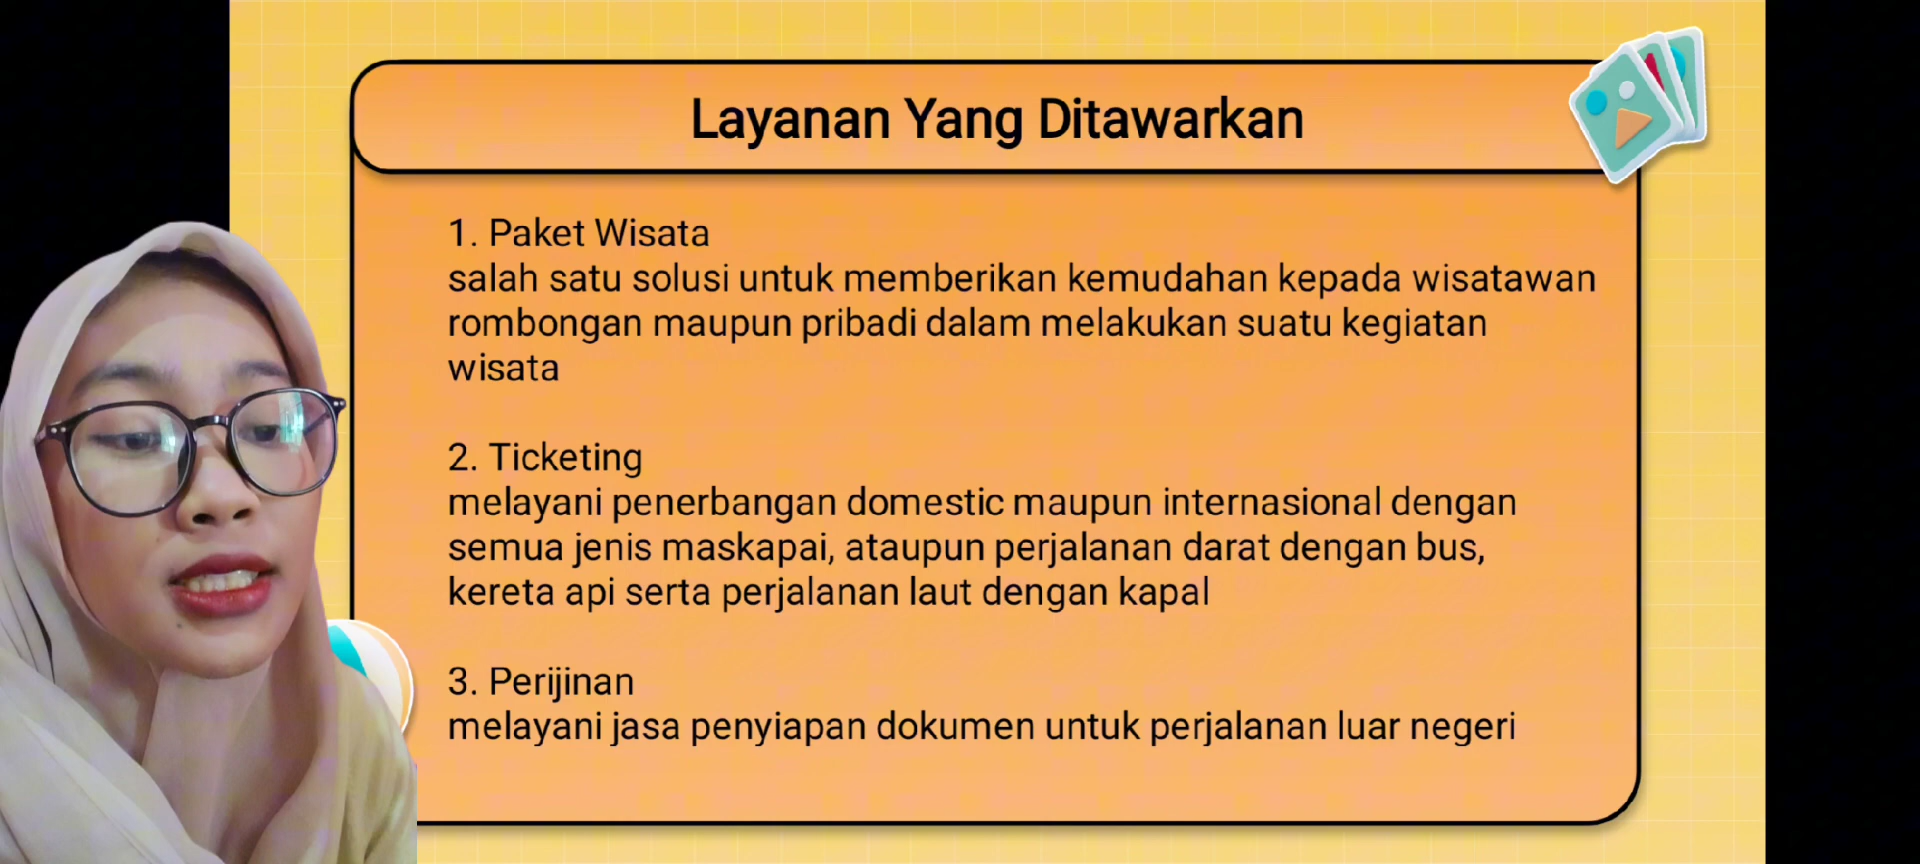 Layanan Yang Ditawarkan
1. Paket Wisata
salah satu solusi untuk memberikan kemudahan kepada wisatawan
rombongan maupun pribadi dalam melakukan suatu kegiatan
wisata
2. Ticketing
melayani penerbangan domestic maupun internasional dengan
semua jenis maskapai, ataupun perjalanan darat dengan bus,
kereta api serta perjalanan laut dengan kapal
3. Perijinan
melayani jasa penyiapan dokumen untuk perjalanan luar negeri